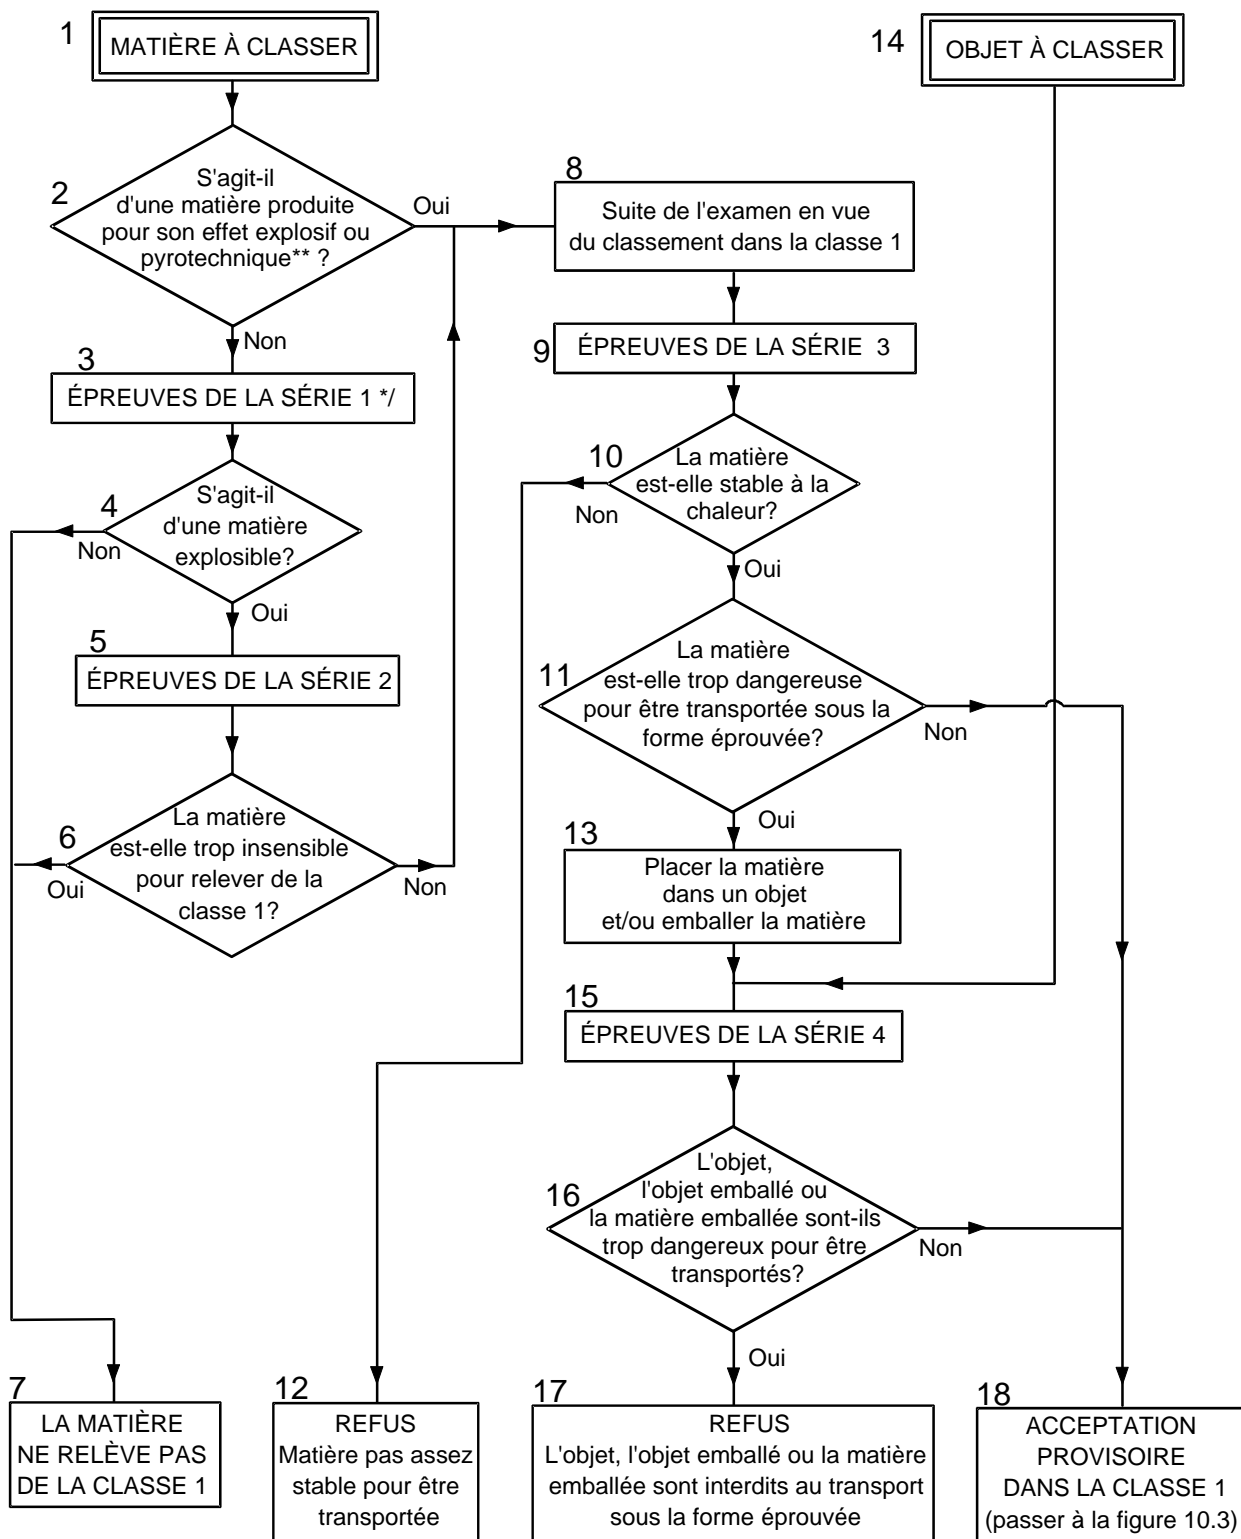 1
MATIÈRE À CLASSER
14
OBJET À CLASSER
2
S'agit-il
d'une matière produite
pour son effet explosif ou
pyrotechnique** ?
Oui
Non
8
Suite de l'examen en vue
du classement dans la classe 1
3
ÉPREUVES DE LA SÉRIE 1 */
9
ÉPREUVES DE LA SÉRIE 3
4
S'agit-il
d'une matière
explosible?
Non
Oui
10
La matière
est-elle stable à la
chaleur?
Non
Oui
5
ÉPREUVES DE LA SÉRIE 2
11
La matière
est-elle trop dangereuse
pour être transportée sous la
forme éprouvée?
Non
Oui
6
La matière
est-elle trop insensible
pour relever de la
classe 1?
Oui
Non
13
Placer la matière
dans un objet
et/ou emballer la matière
15
ÉPREUVES DE LA SÉRIE 4
16
L'objet,
l'objet emballé ou
la matière emballée sont-ils
trop dangereux pour être
transportés?
Non
Oui
7
LA MATIÈRE
NE RELÈVE PAS
DE LA CLASSE 1
12
REFUS
Matière pas assez
stable pour être
transportée
17
REFUS
L'objet, l'objet emballé ou la matière
emballée sont interdits au transport
sous la forme éprouvée
18
ACCEPTATION
PROVISOIRE
DANS LA CLASSE 1
(passer à la figure 10.3)